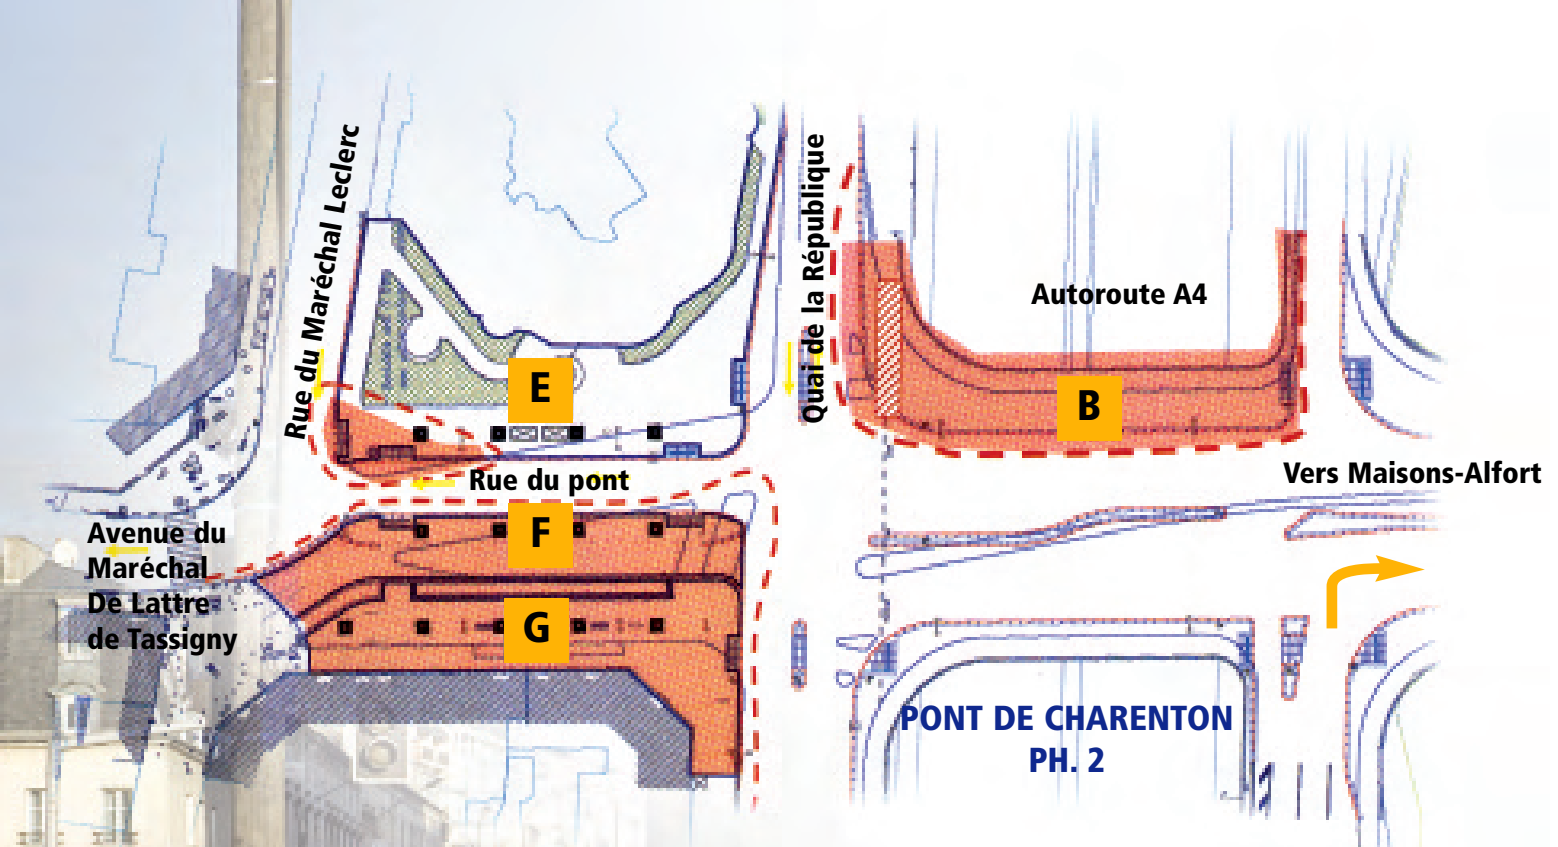 Rue du Maréchal Leclerc
Quai de la République
Autoroute A4
E
B
Rue du pont
Vers Maisons-Alfort
Avenue du
Maréchal
De Lattre
de Tassigny
F
G
PONT DE CHARENTON
PH. 2